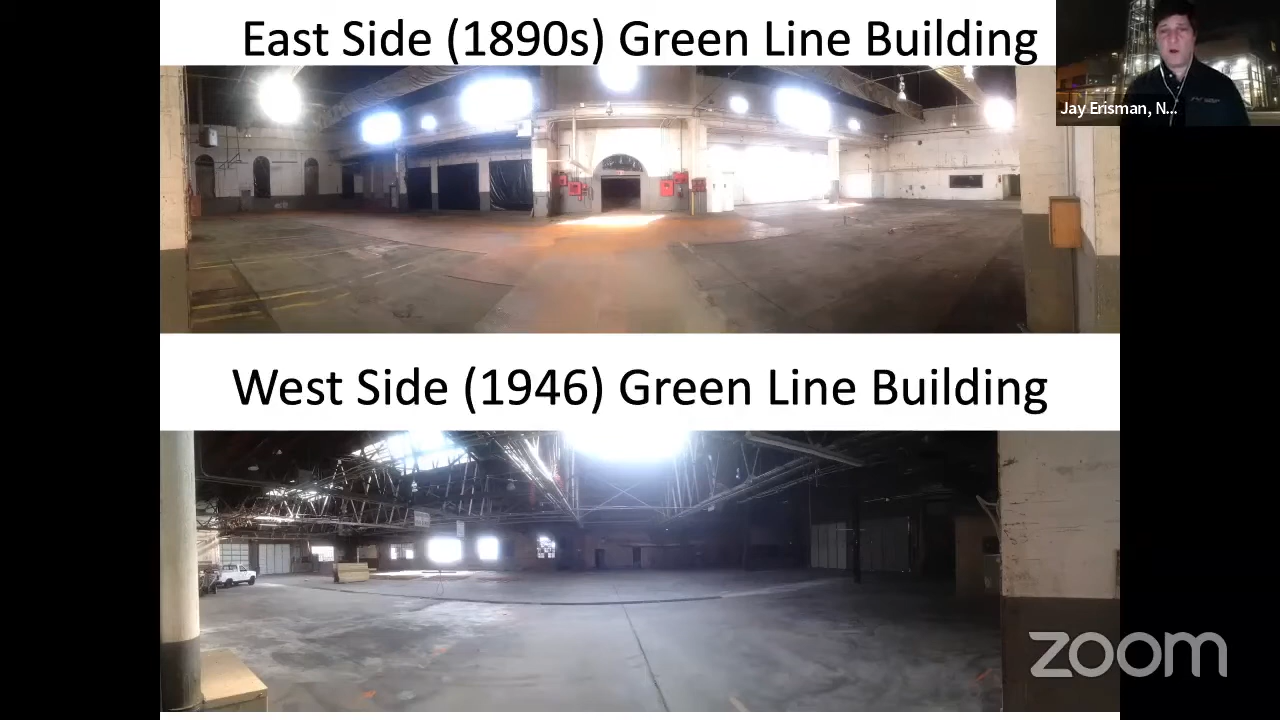 East Side (1890s) Green Line Building
Jay Erisman, N...
West Side (1946) Green Line Building
zoom